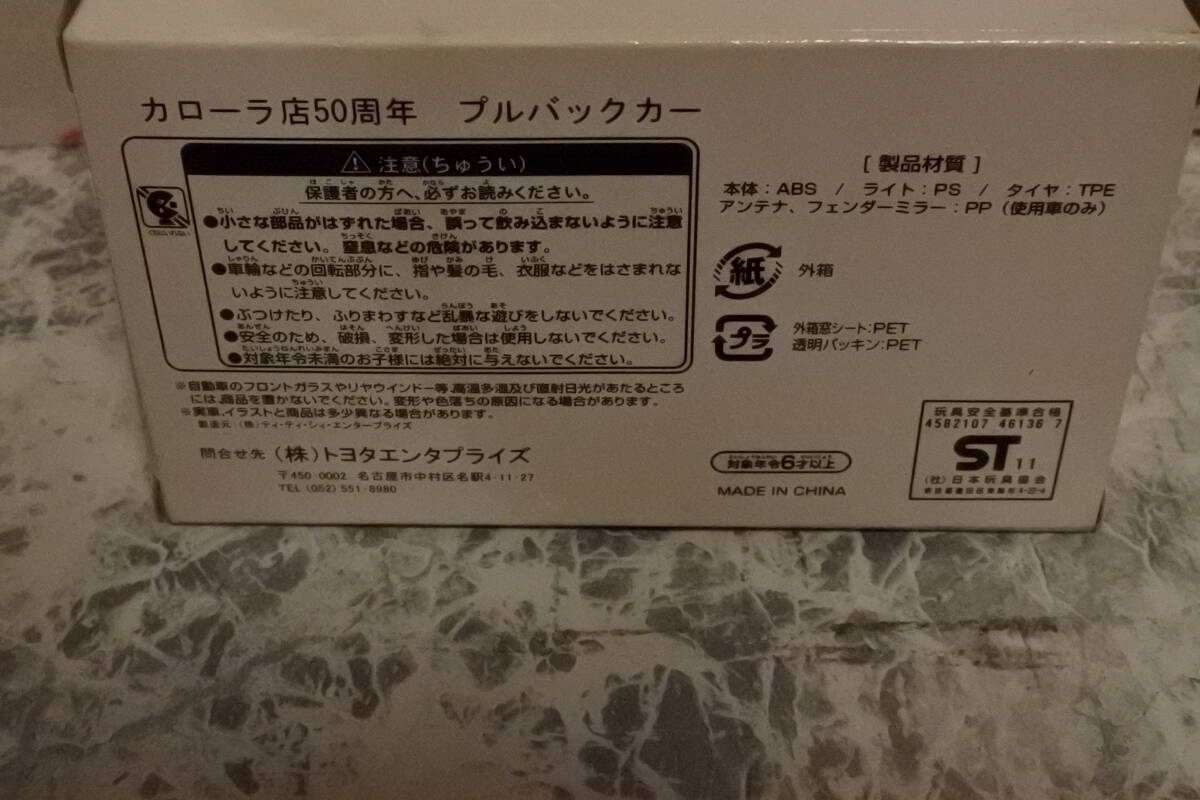 カローラ店50周年　プルバックカー
注意(ちゅうい)
保護者の方へ、必ずお読みください。
●小さな部品がはずれた場合、誤って飲み込まないように注意
してください。窒息などの危険があります。
●車輪などの回転部分に、指や髪の毛、衣服などをはさまれな
いように注意してください。
●ぶつけたり、ふりまわすなど乱暴な遊びをしないでください。
●安全のため、破損、変形した場合は使用しないでください。
●対象年令未満のお子様には絶対に与えないでください。
※自動車のフロントガラスやリヤウインドー等、高温多湿及び直射日光があたるところ
には、商品を置かないでください。変形や色落ちの原因になる場合があります。
※実車、イラストと商品は多少異なる場合があります。
製造元：(株)ティ・ティ・シィ・エンタープライズ
問合せ先 (株)トヨタエンタプライズ
〒450-0002 名古屋市中村区名駅4-11-27
TEL (052) 551-8980
[ 製品材質 ]
本体：ABS / ライト：PS / タイヤ：TPE
アンテナ、フェンダーミラー：PP (使用車のみ)
紙 外箱
プラ 外箱窓シート：PET
透明パッキン：PET
対象年令6才以上
MADE IN CHINA
玩具安全基準合格
4582107 46136 7
ST 11
(社)日本玩具協会